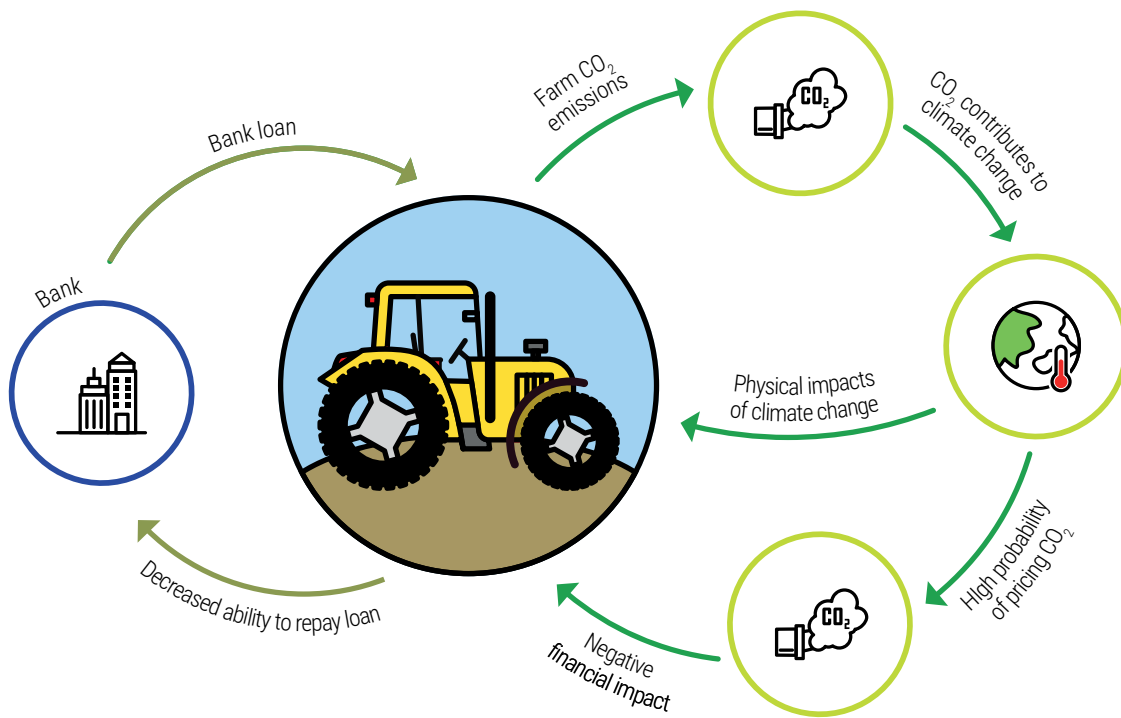 Farm CO₂
emissions
CO₂
CO₂ contributes to
climate change
Bank loan
Bank
Physical impacts
of climate change
HIgh probability
of pricing CO₂
CO₂
Decreased ability to repay loan
Negative
financial impact